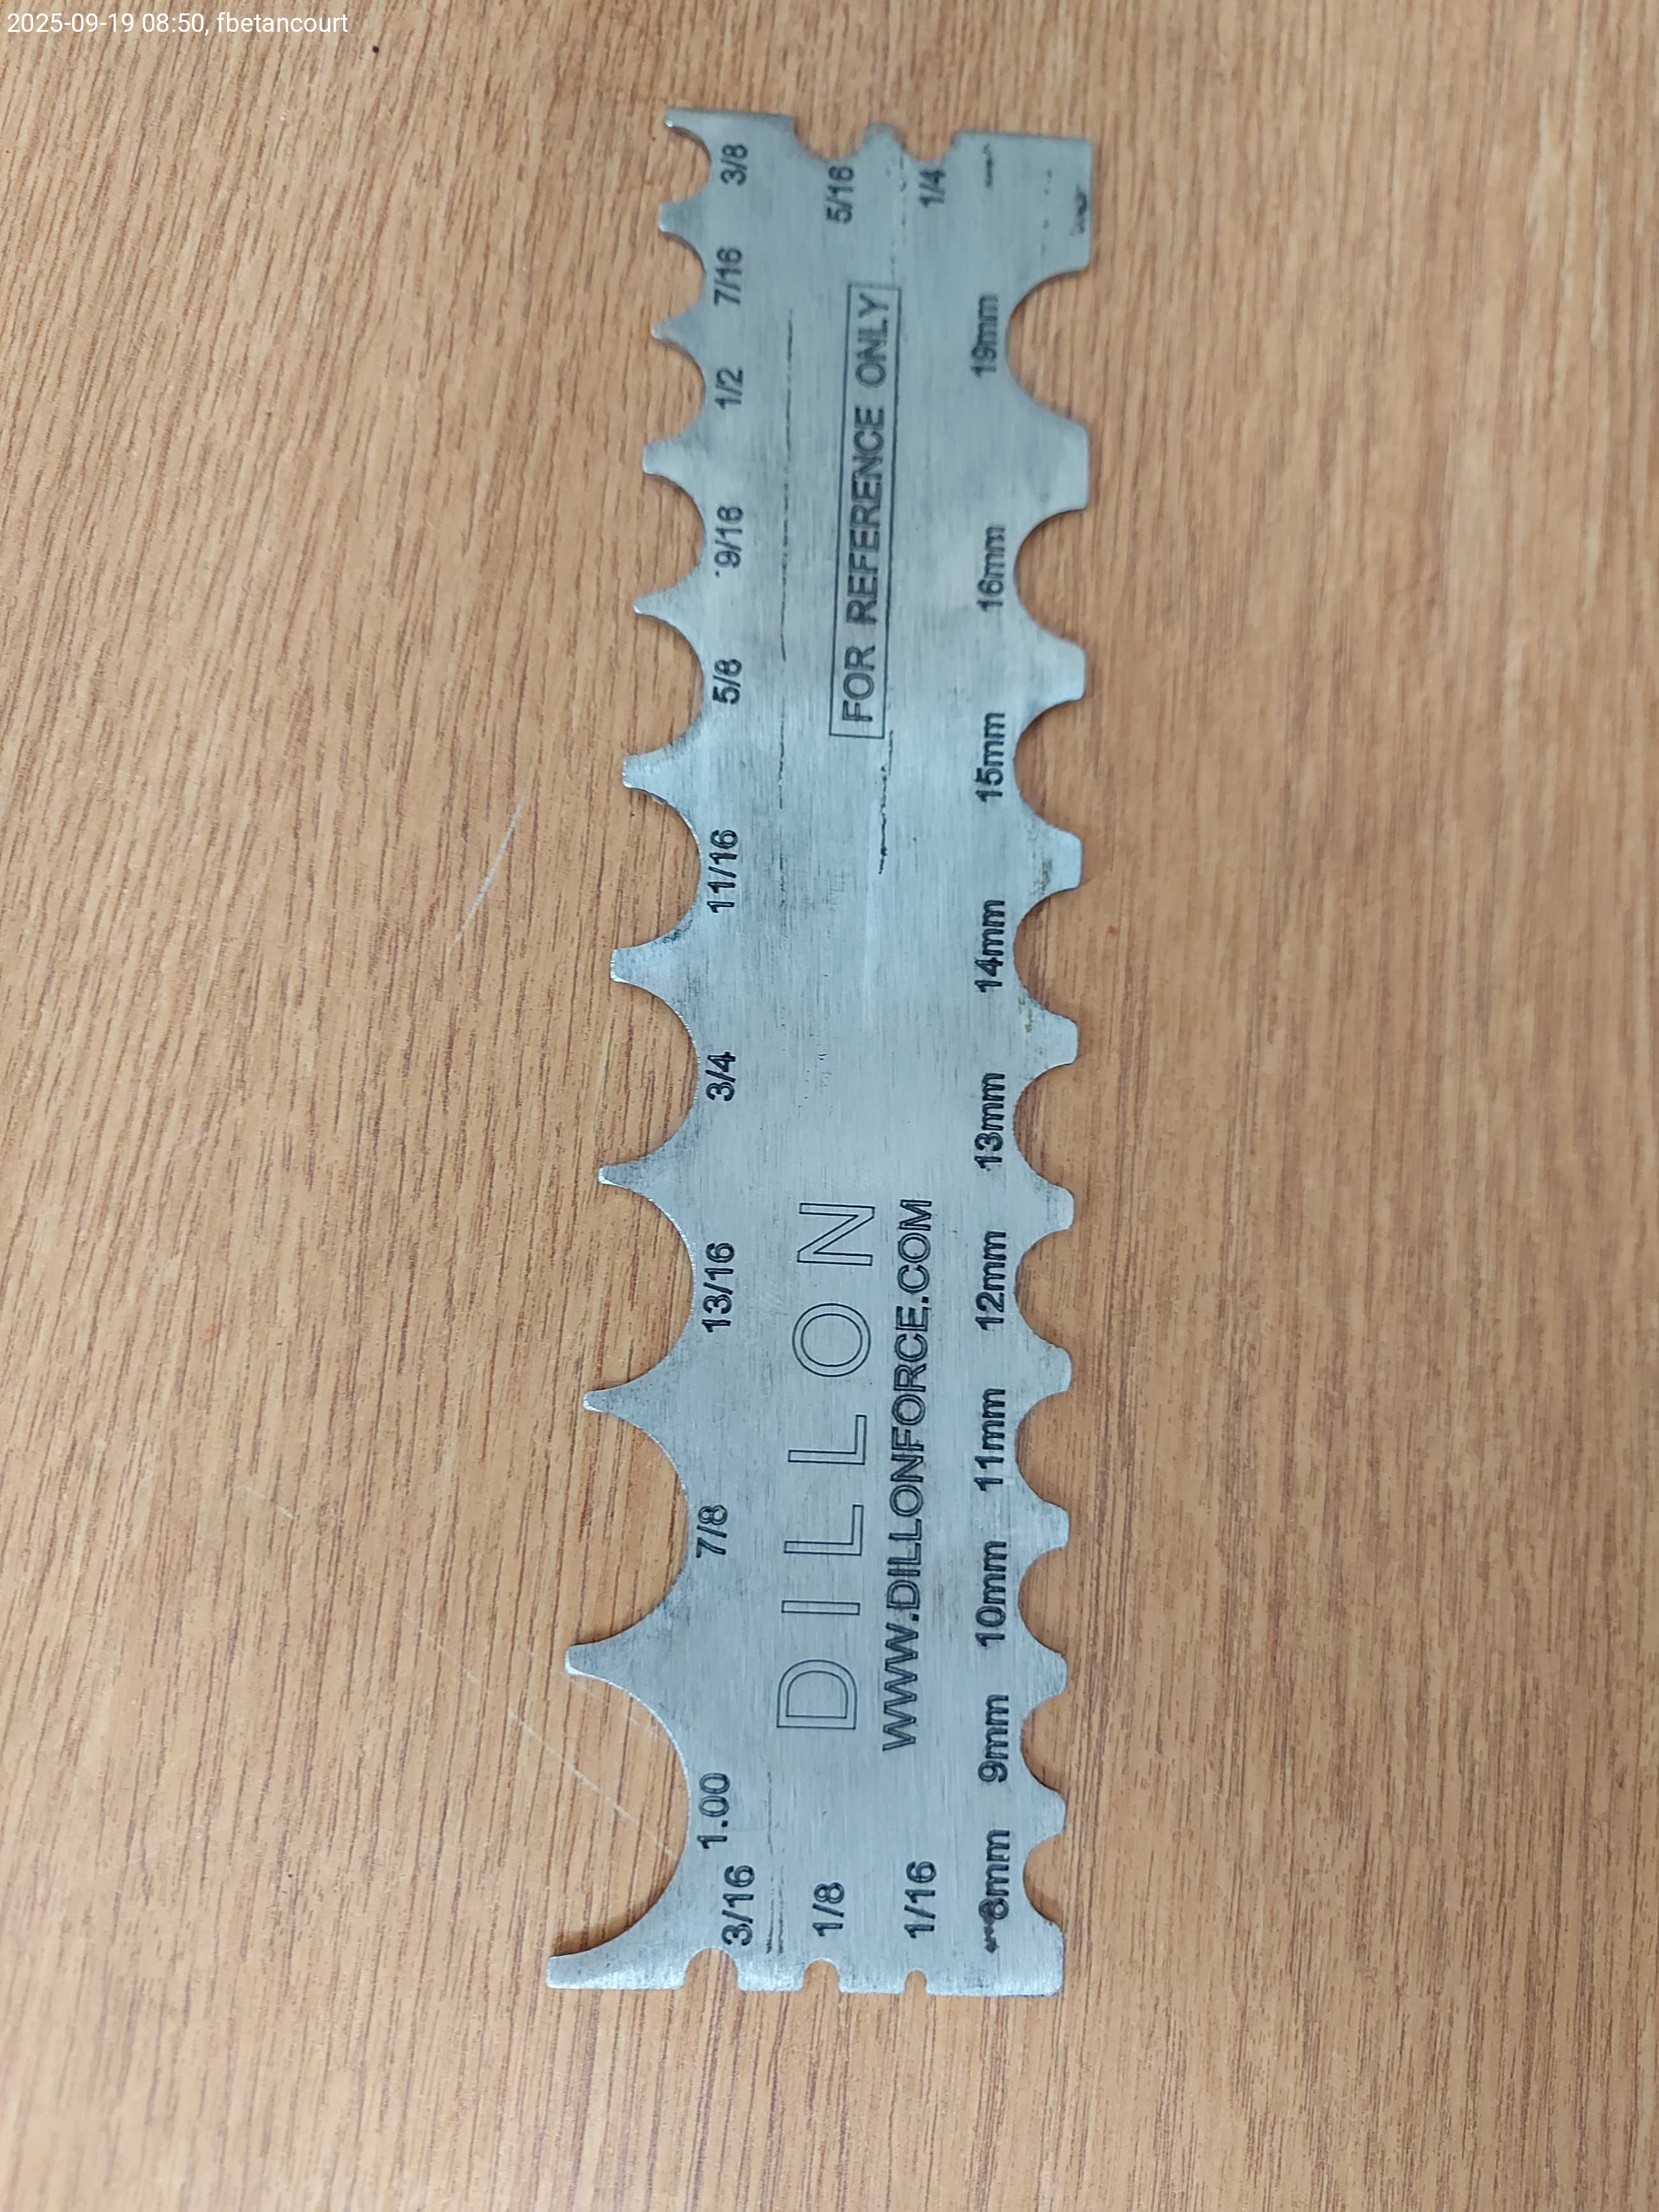 2025-09-19 08:50, fbetancourt
3/8
7/16
1/2
9/16
5/8
11/16
3/4
13/16
7/8
1.00
5/16
1/4
FOR REFERENCE ONLY
DILLON
WWW.DILLONFORCE.COM
3/16
1/8
1/16
8mm
9mm
10mm
11mm
12mm
13mm
14mm
15mm
16mm
19mm